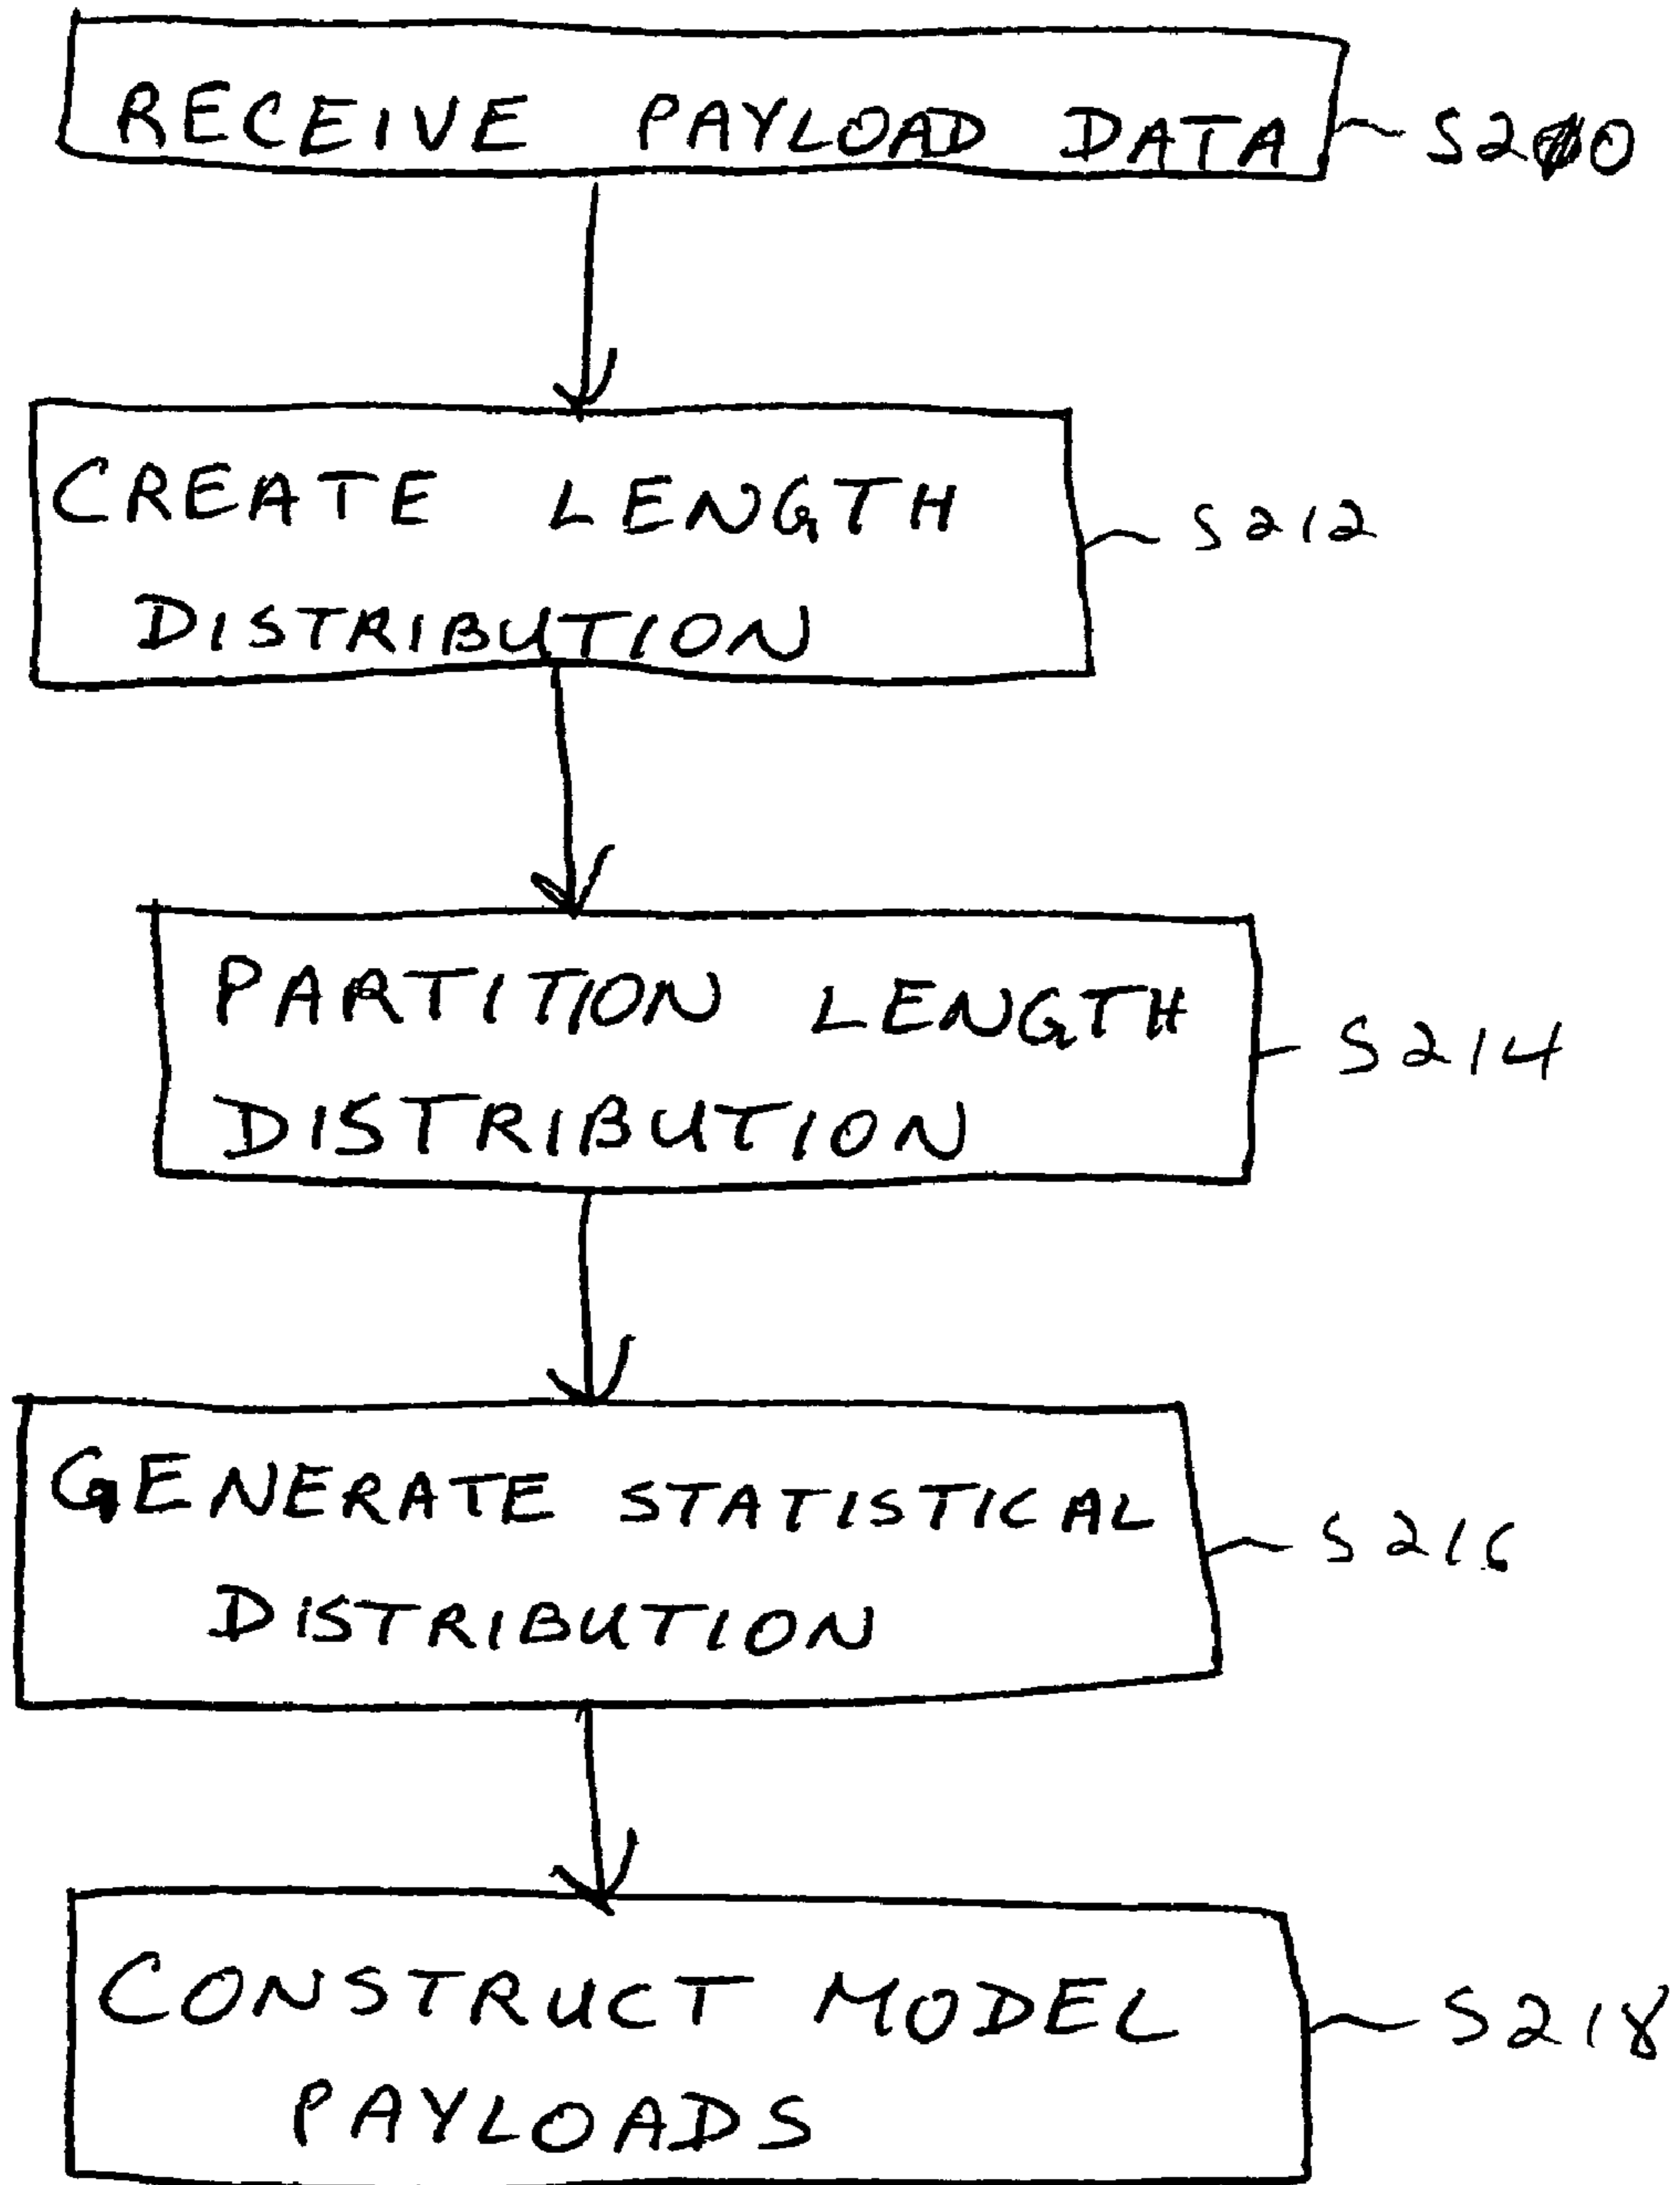 RECEIVE PAYLOAD DATA S210
CREATE LENGTH
S212
DISTRIBUTION
PARTITION LENGTH
S214
DISTRIBUTION
GENERATE STATISTICAL
S216
DISTRIBUTION
CONSTRUCT MODEL
S218
PAYLOADS